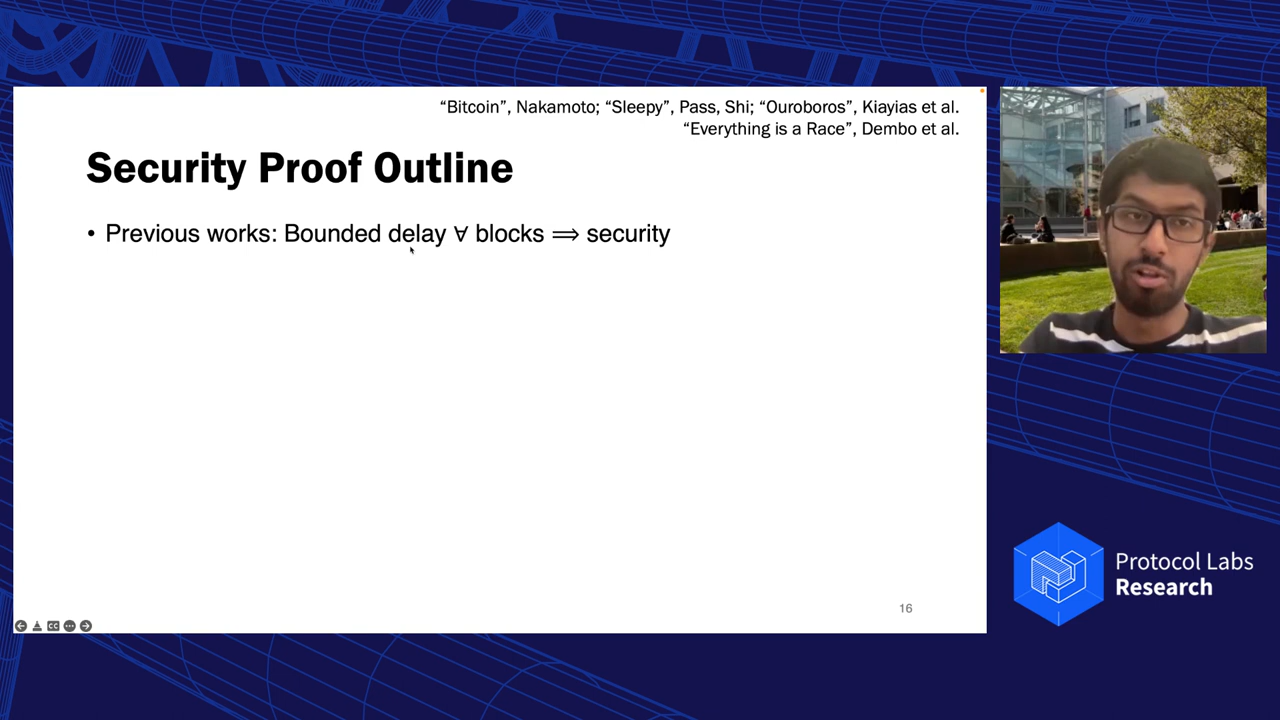 “Bitcoin”, Nakamoto; “Sleepy”, Pass, Shi; “Ouroboros”, Kiayias et al.
“Everything is a Race”, Dembo et al.
Security Proof Outline
• Previous works: Bounded delay ∀ blocks ⟹ security
16
CC
Protocol Labs
Research